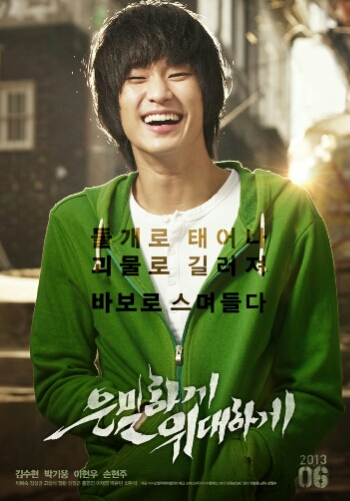 들개로 태어나
괴물로 길러져
바보로 스며들다
은밀하게
위대하게
김수현 박기웅 이현우 손현주
2013
06